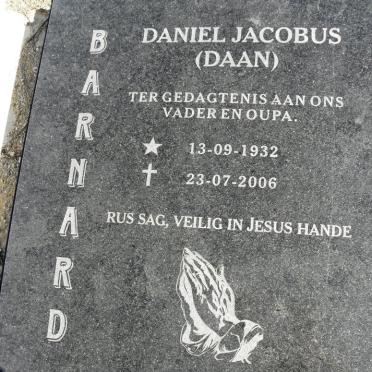 BARNARD
DANIEL JACOBUS
(DAAN)
TER GEDAGTENIS AAN ONS
VADER EN OUPA.
13-09-1932
23-07-2006
RUS SAG, VEILIG IN JESUS HANDE